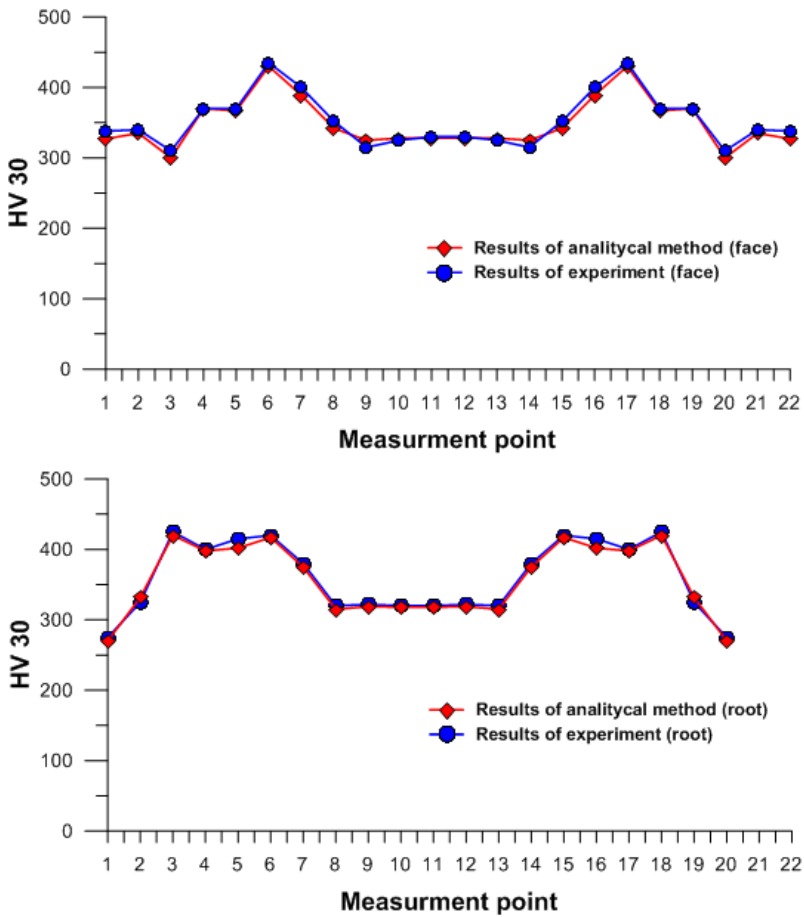 500
400
HV 30
300
200
Results of analitycal method (face)
Results of experiment (face)
100
0
1 2 3 4 5 6 7 8 9 10 11 12 13 14 15 16 17 18 19 20 21 22
Measurment point
500
400
HV 30
300
200
Results of analitycal method (root)
Results of experiment (root)
100
0
1 2 3 4 5 6 7 8 9 10 11 12 13 14 15 16 17 18 19 20 21 22
Measurment point